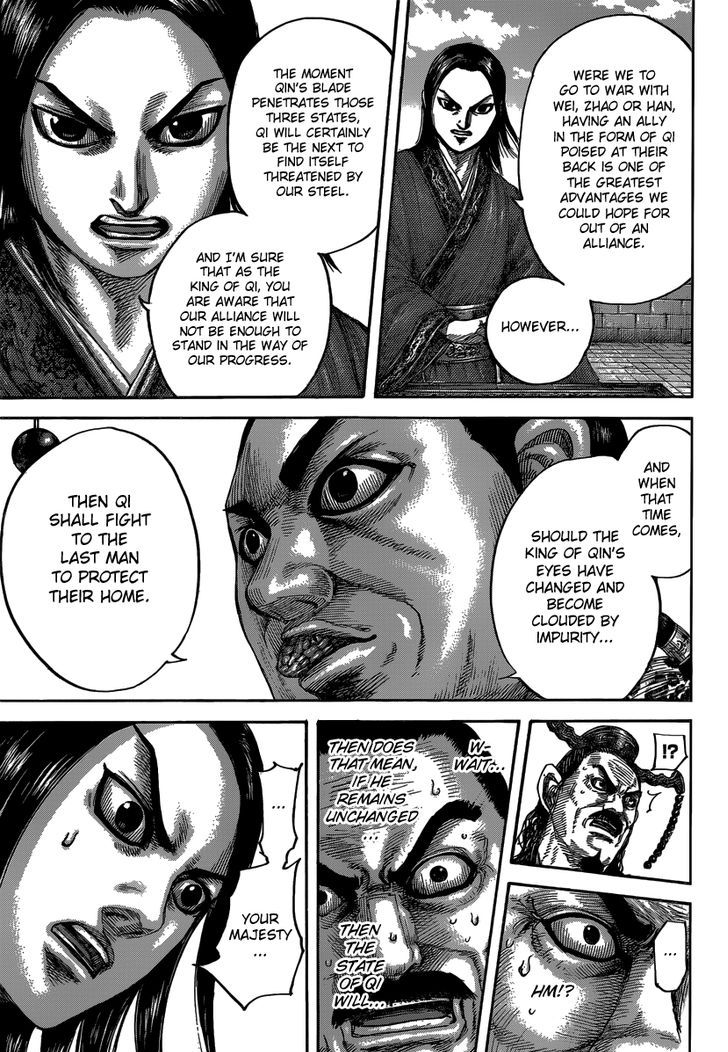 WERE WE TO
GO TO WAR WITH
WEI, ZHAO OR HAN,
HAVING AN ALLY
IN THE FORM OF QI
POISED AT THEIR
BACK IS ONE OF
THE GREATEST
ADVANTAGES WE
COULD HOPE FOR
OUT OF AN
ALLIANCE.
HOWEVER...
THE MOMENT
QIN'S BLADE
PENETRATES THOSE
THREE STATES,
QI WILL CERTAINLY
BE THE NEXT TO
FIND ITSELF
THREATENED BY
OUR STEEL.
AND I'M SURE
THAT AS THE
KING OF QI, YOU
ARE AWARE THAT
OUR ALLIANCE WILL
NOT BE ENOUGH TO
STAND IN THE WAY OF
OUR PROGRESS.
AND
WHEN
THAT
TIME
COMES,
SHOULD THE
KING OF QIN'S
EYES HAVE
CHANGED AND
BECOME
CLOUDED BY
IMPURITY...
THEN QI
SHALL FIGHT
TO THE
LAST MAN
TO PROTECT
THEIR HOME.
!?
...
HM!?
W-
WAIT...
THEN DOES
THAT MEAN,
IF HE
REMAINS
UNCHANGED
...
THEN
THE
STATE
OF QI
WILL...
...
YOUR
MAJESTY
...